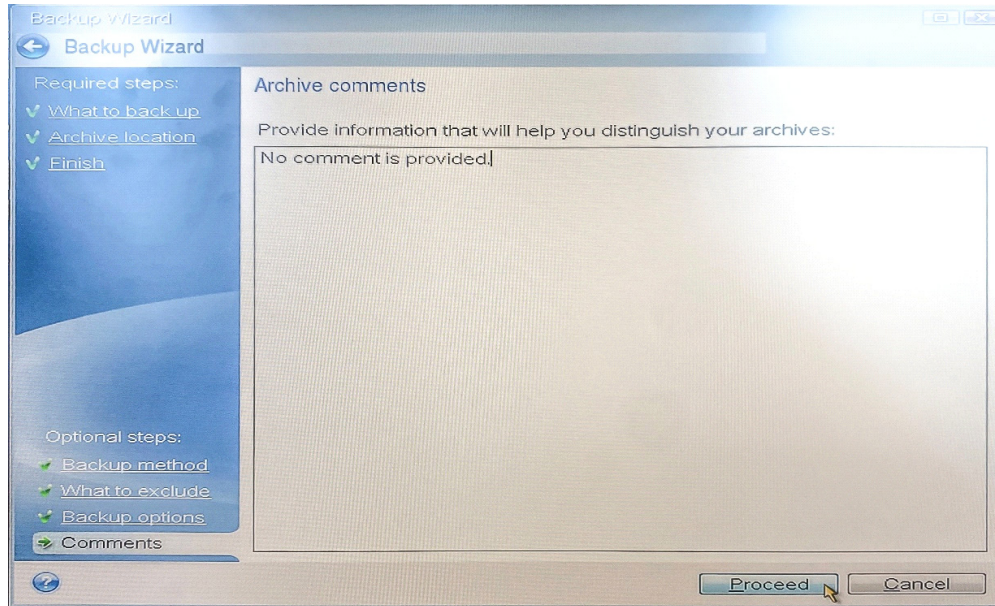 Backup Wizard
Backup Wizard
Required steps:
What to back up
Archive location
Finish
Optional steps:
Backup method
What to exclude
Backup options
Comments
Archive comments
Provide information that will help you distinguish your archives:
No comment is provided.
Proceed
Cancel